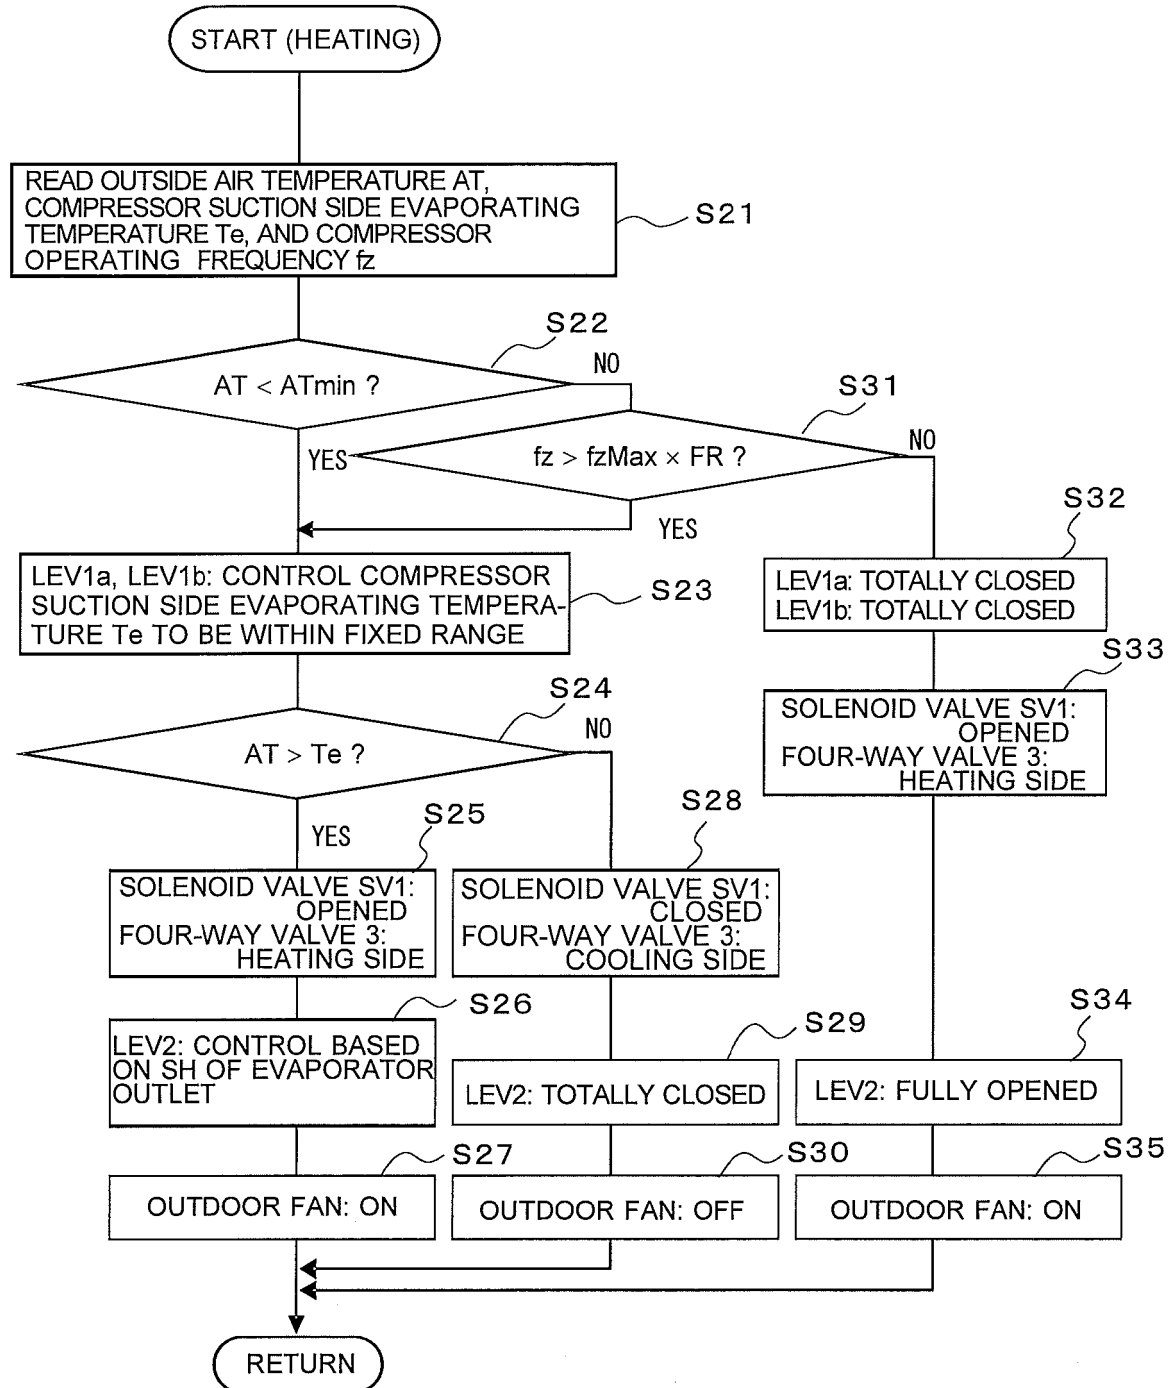 START (HEATING)
READ OUTSIDE AIR TEMPERATURE AT,
COMPRESSOR SUCTION SIDE EVAPORATING
TEMPERATURE Te, AND COMPRESSOR
OPERATING FREQUENCY fz
S21
S22
AT < ATmin ?
NO
YES
S31
fz > fzMax × FR ?
NO
YES
S32
LEV1a: TOTALLY CLOSED
LEV1b: TOTALLY CLOSED
LEV1a, LEV1b: CONTROL COMPRESSOR
SUCTION SIDE EVAPORATING TEMPERA-
TURE Te TO BE WITHIN FIXED RANGE
S23
S33
SOLENOID VALVE SV1:
OPENED
FOUR-WAY VALVE 3:
HEATING SIDE
S24
AT > Te ?
NO
YES
S25
SOLENOID VALVE SV1:
OPENED
FOUR-WAY VALVE 3:
HEATING SIDE
S28
SOLENOID VALVE SV1:
CLOSED
FOUR-WAY VALVE 3:
COOLING SIDE
S26
LEV2: CONTROL BASED
ON SH OF EVAPORATOR
OUTLET
S29
LEV2: TOTALLY CLOSED
S34
LEV2: FULLY OPENED
S27
OUTDOOR FAN: ON
S30
OUTDOOR FAN: OFF
S35
OUTDOOR FAN: ON
RETURN